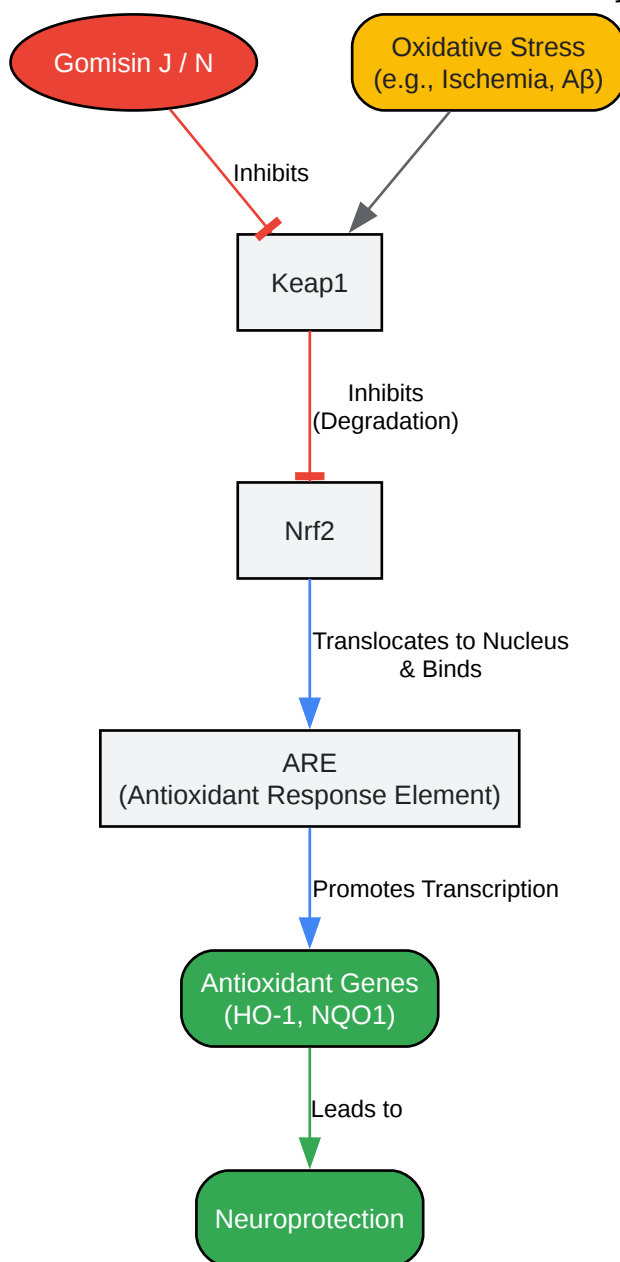 Gomisin J / N
Oxidative Stress
(e.g., Ischemia, Aβ)
Inhibits
Keap1
Inhibits
(Degradation)
Nrf2
Translocates to Nucleus
& Binds
ARE
(Antioxidant Response Element)
Promotes Transcription
Antioxidant Genes
(HO-1, NQO1)
Leads to
Neuroprotection